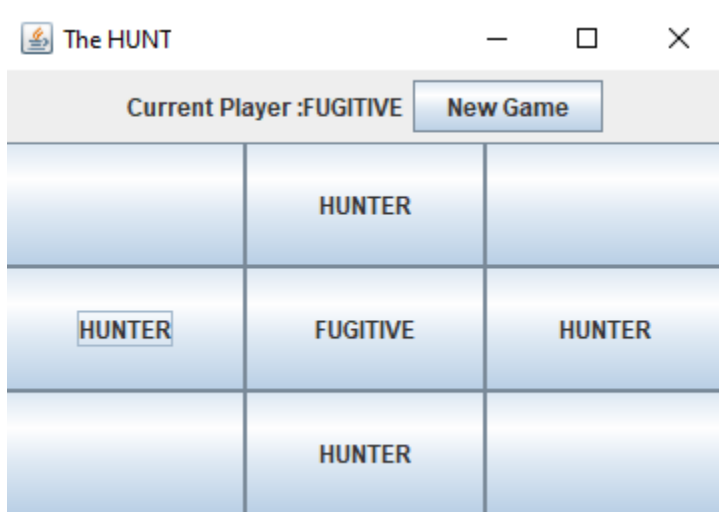 The HUNT
Current Player :FUGITIVE New Game
HUNTER
HUNTER FUGITIVE HUNTER
HUNTER